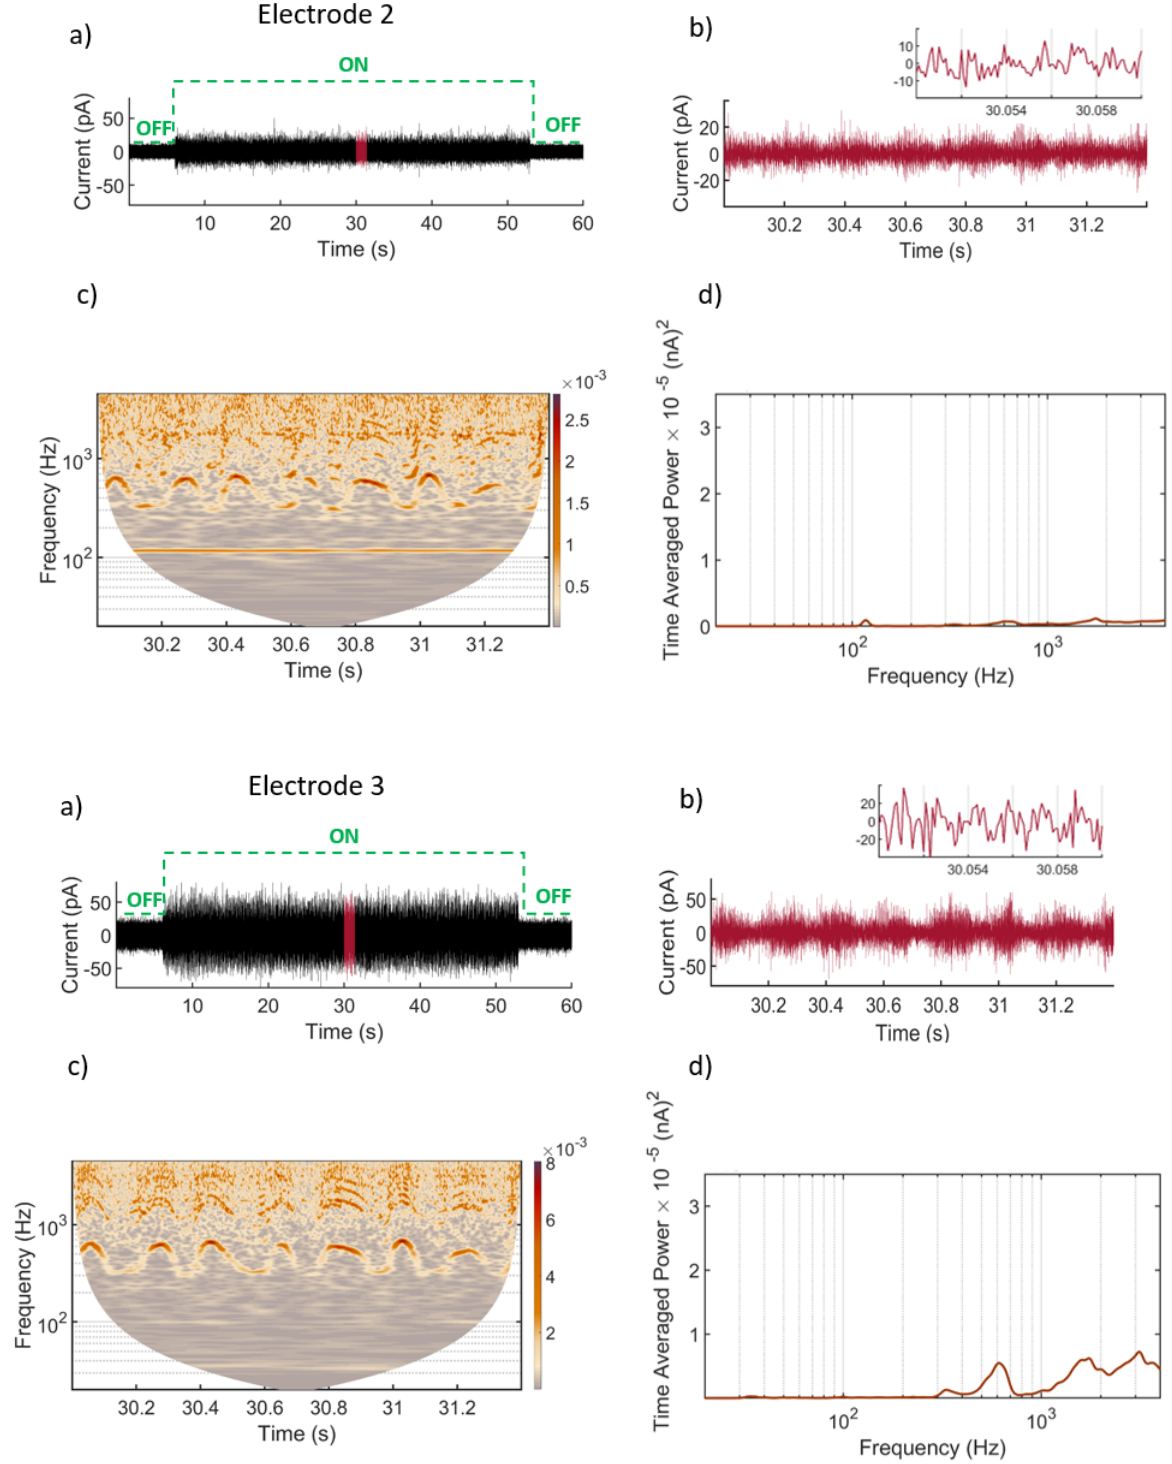 Electrode 2
a)
ON
OFF
OFF
Current (pA)
50
0
-50
10 20 30 40 50 60
Time (s)
b)
10
0
-10
30.054 30.058
Current (pA)
20
0
-20
30.2 30.4 30.6 30.8 31 31.2
Time (s)
c)
×10⁻³
2.5
2
1.5
1
0.5
Frequency (Hz)
10³
10²
30.2 30.4 30.6 30.8 31 31.2
Time (s)
d)
Time Averaged Power × 10⁻⁵ (nA)²
3
2
1
0
10² 10³
Frequency (Hz)
Electrode 3
a)
ON
OFF
OFF
Current (pA)
50
0
-50
10 20 30 40 50 60
Time (s)
b)
20
0
-20
30.054 30.058
Current (pA)
50
0
-50
30.2 30.4 30.6 30.8 31 31.2
Time (s)
c)
×10⁻³
8
6
4
2
Frequency (Hz)
10³
10²
30.2 30.4 30.6 30.8 31 31.2
Time (s)
d)
Time Averaged Power × 10⁻⁵ (nA)²
3
2
1
10² 10³
Frequency (Hz)